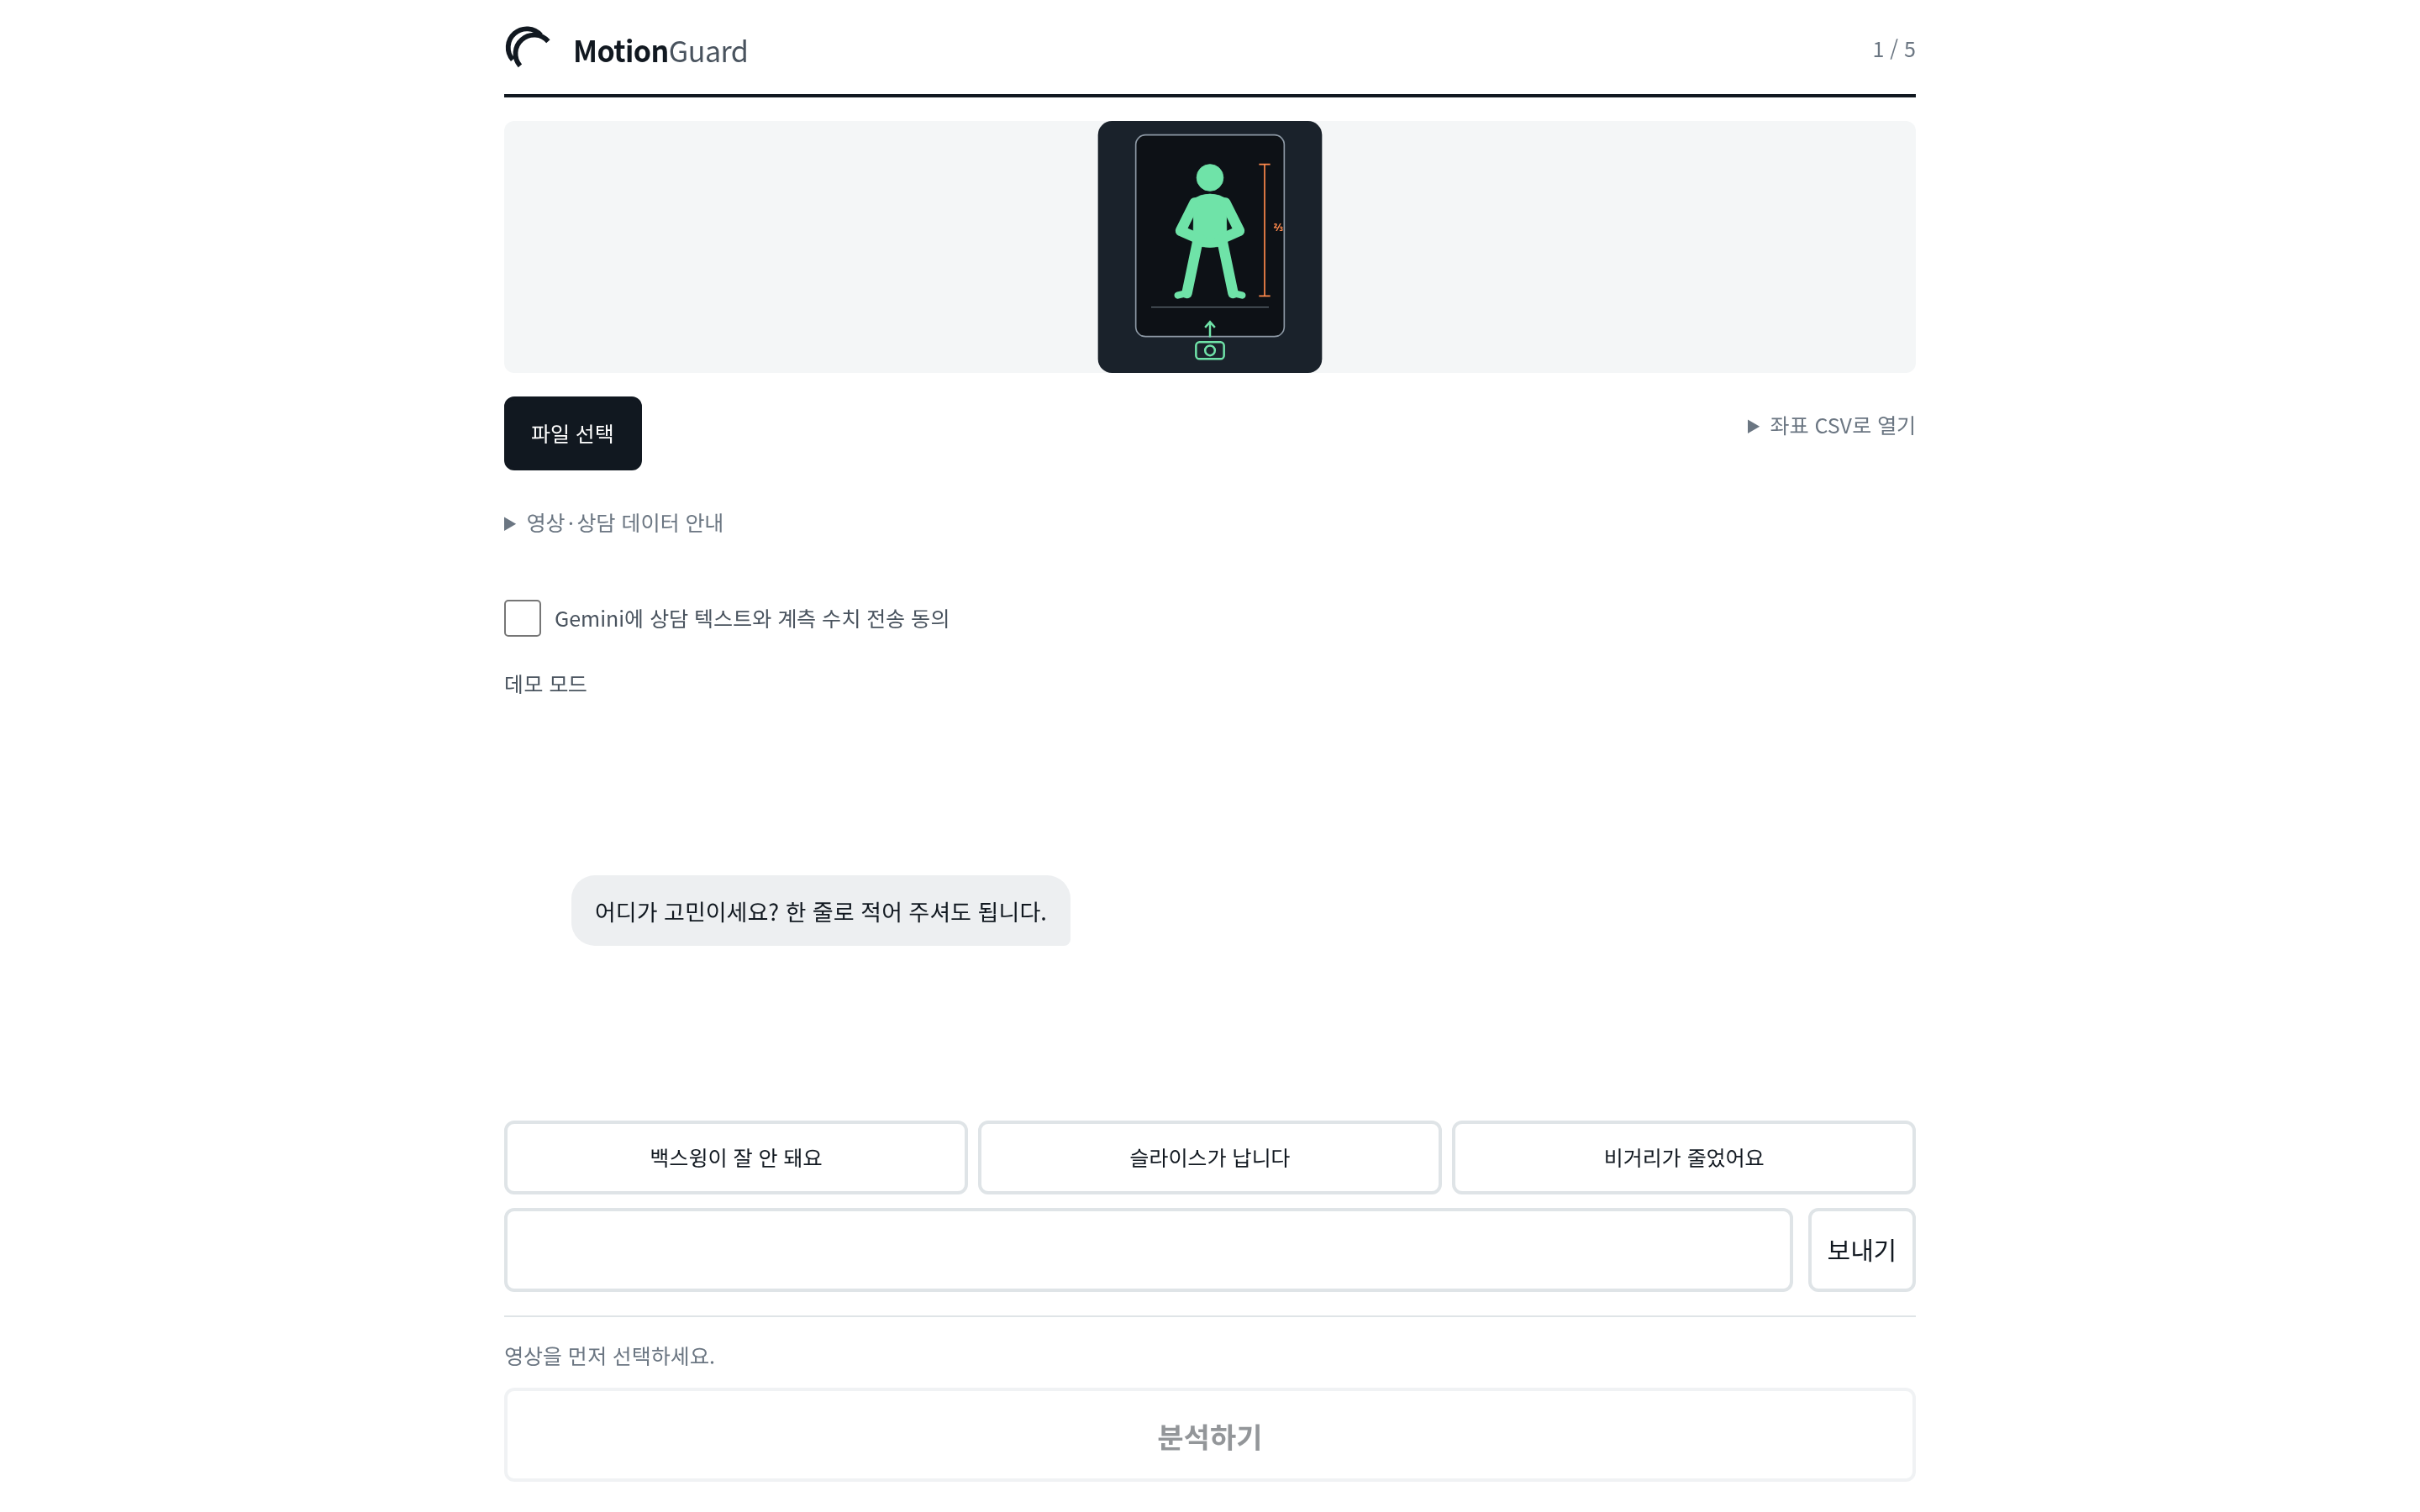 MotionGuard
1 / 5
⅔
파일 선택
▶ 좌표 CSV로 열기
▶ 영상·상담 데이터 안내
Gemini에 상담 텍스트와 계측 수치 전송 동의
데모 모드
어디가 고민이세요? 한 줄로 적어 주셔도 됩니다.
백스윙이 잘 안 돼요
슬라이스가 납니다
비거리가 줄었어요
보내기
영상을 먼저 선택하세요.
분석하기